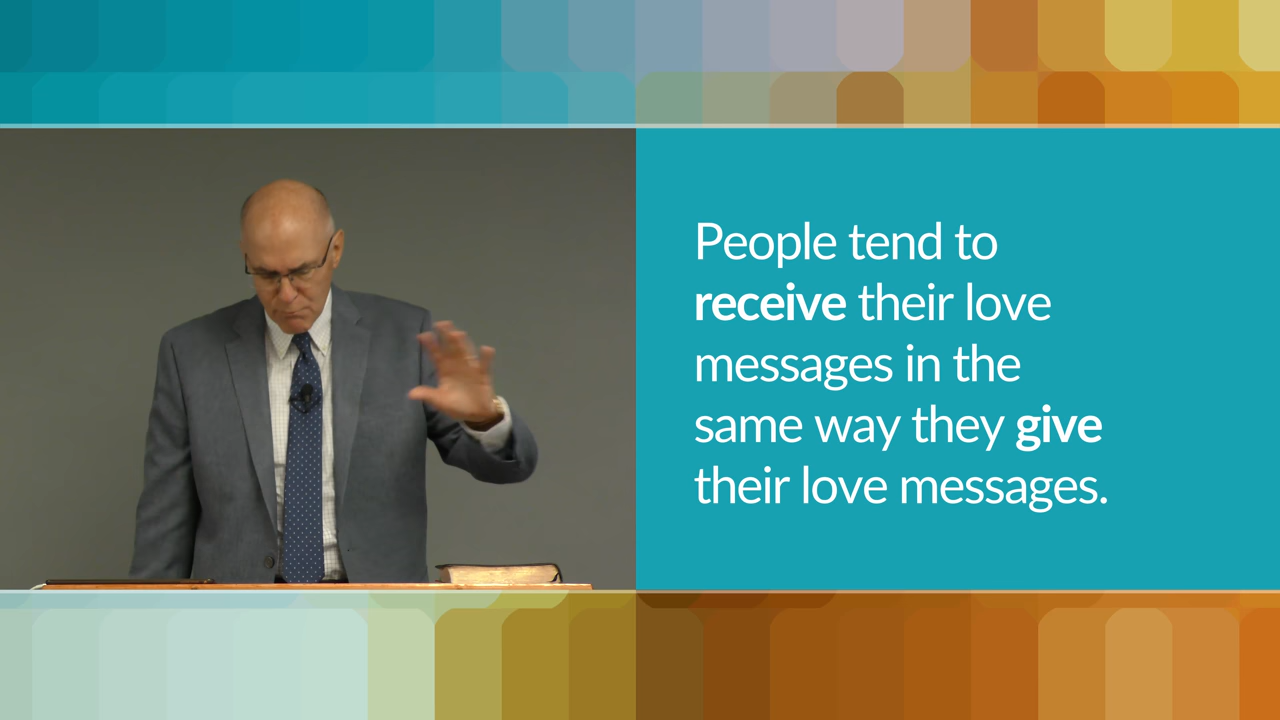 People tend to
receive their love
messages in the
same way they give
their love messages.